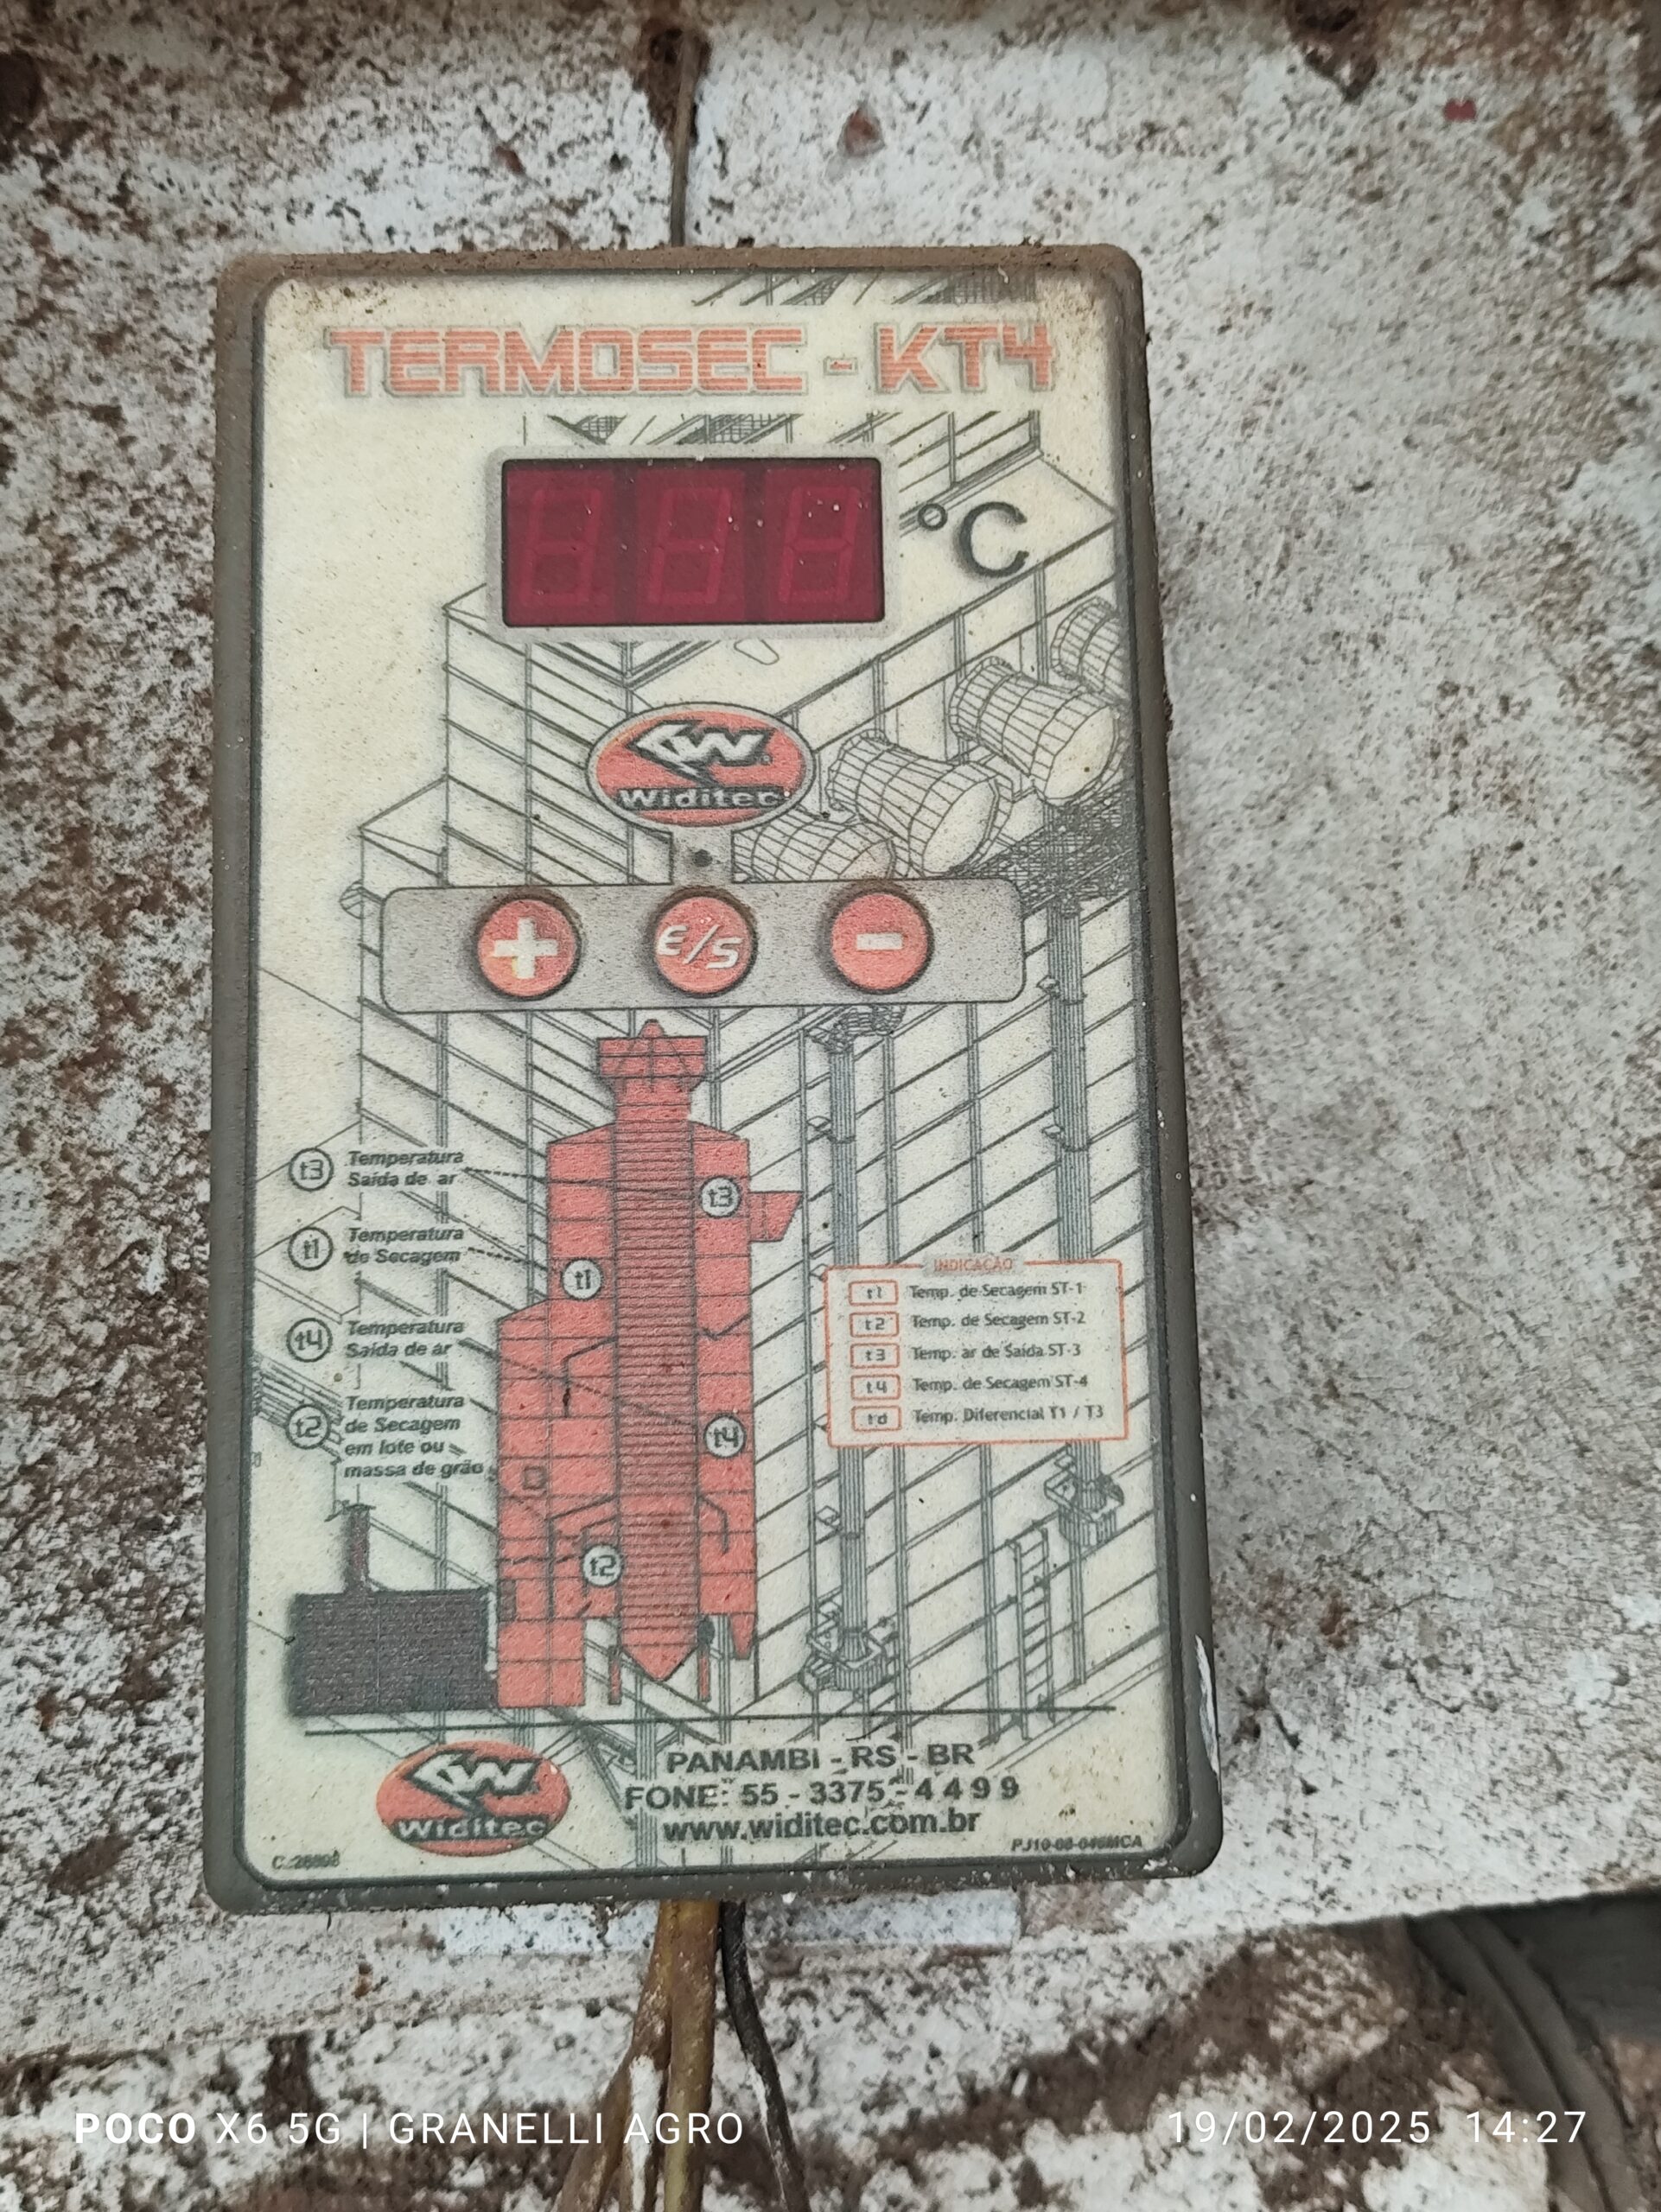 TERMOSEC - KT4
°C
Widitec
+ E/S -
t3 Temperatura
Saída de ar
t1 Temperatura
de Secagem
t4 Temperatura
Saída de ar
t2 Temperatura
de Secagem
em lote ou
massa de grão
t3
t1
t4
t2
INDICAÇÃO
t1 Temp. de Secagem ST-1
t2 Temp. de Secagem ST-2
t3 Temp. ar de Saída ST-3
t4 Temp. de Secagem ST-4
td Temp. Diferencial T1 / T3
Widitec
PANAMBI - RS - BR
FONE: 55 - 3375 - 4499
www.widitec.com.br
POCO X6 5G | GRANELLI AGRO
19/02/2025 14:27